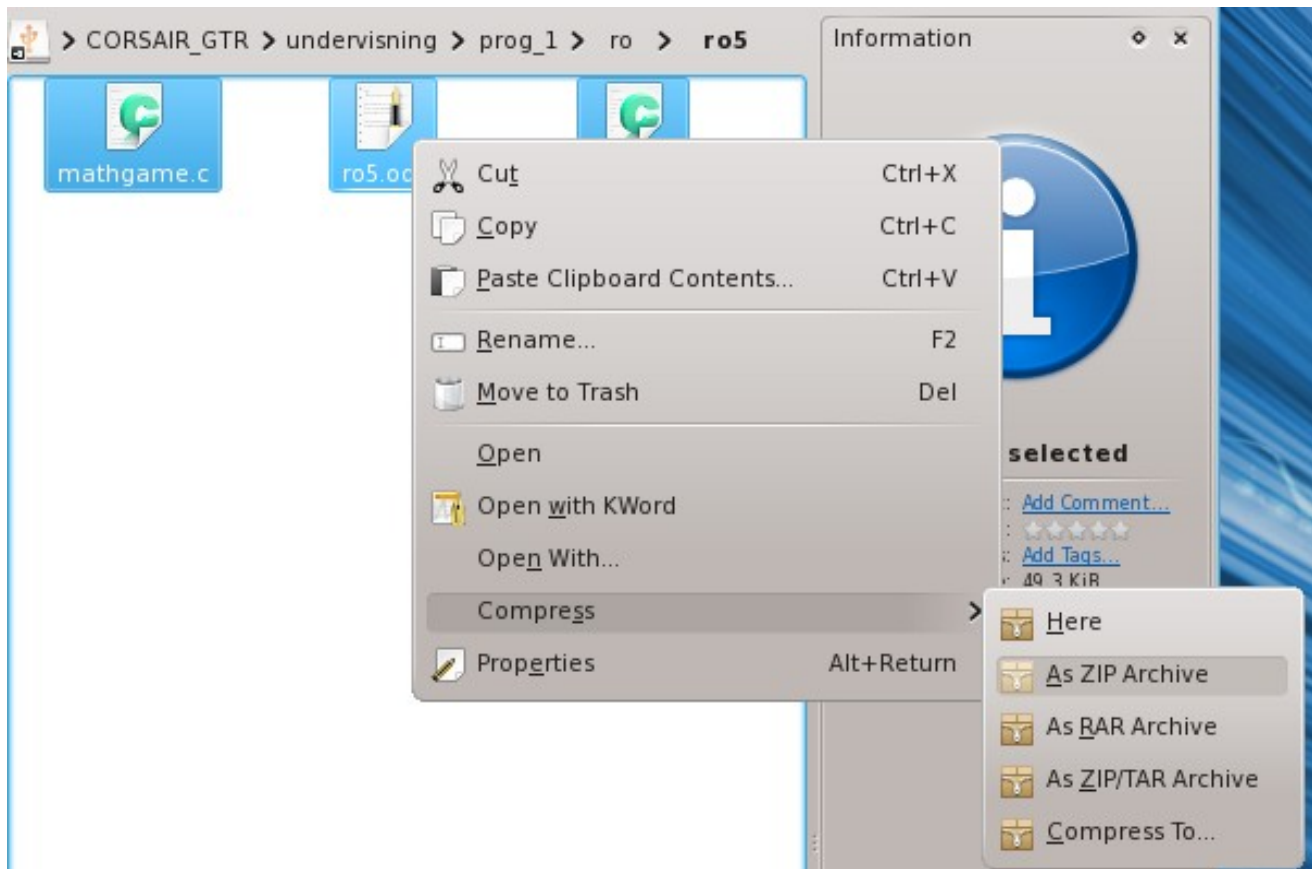 CORSAIR_GTR > undervisning > prog_1 > ro > ro5
Information
mathgame.c
Cut Ctrl+X
Copy Ctrl+C
Paste Clipboard Contents... Ctrl+V
Rename... F2
Move to Trash Del
Open
Open with KWord
Open With...
Compress
Properties Alt+Return
selected
Add Comment...
Add Tags...
49.3 KiB
Here
As ZIP Archive
As RAR Archive
As ZIP/TAR Archive
Compress To...